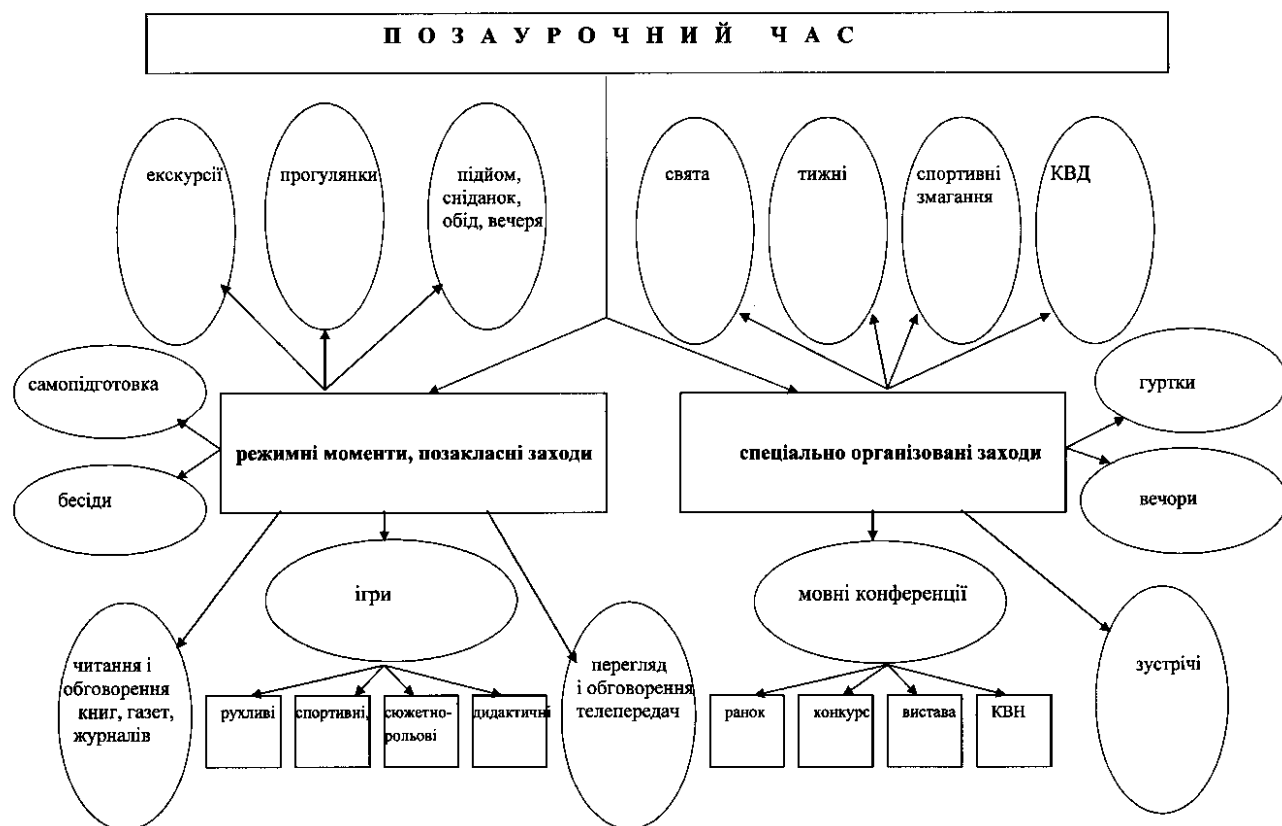 ПОЗАУРОЧНИЙ ЧАС
екскурсії
прогулянки
підйом,
сніданок,
обід, вечеря
свята
тижні
спортивні
змагання
КВД
самопідготовка
гуртки
режимні моменти, позакласні заходи
спеціально організовані заходи
бесіди
вечори
ігри
мовні конференції
читання і
обговорення
книг, газет,
журналів
рухливі
спортивні,
сюжетно-
рольові
дидактичні
перегляд
і обговорення
телепередач
ранок
конкурс
вистава
КВН
зустрічі